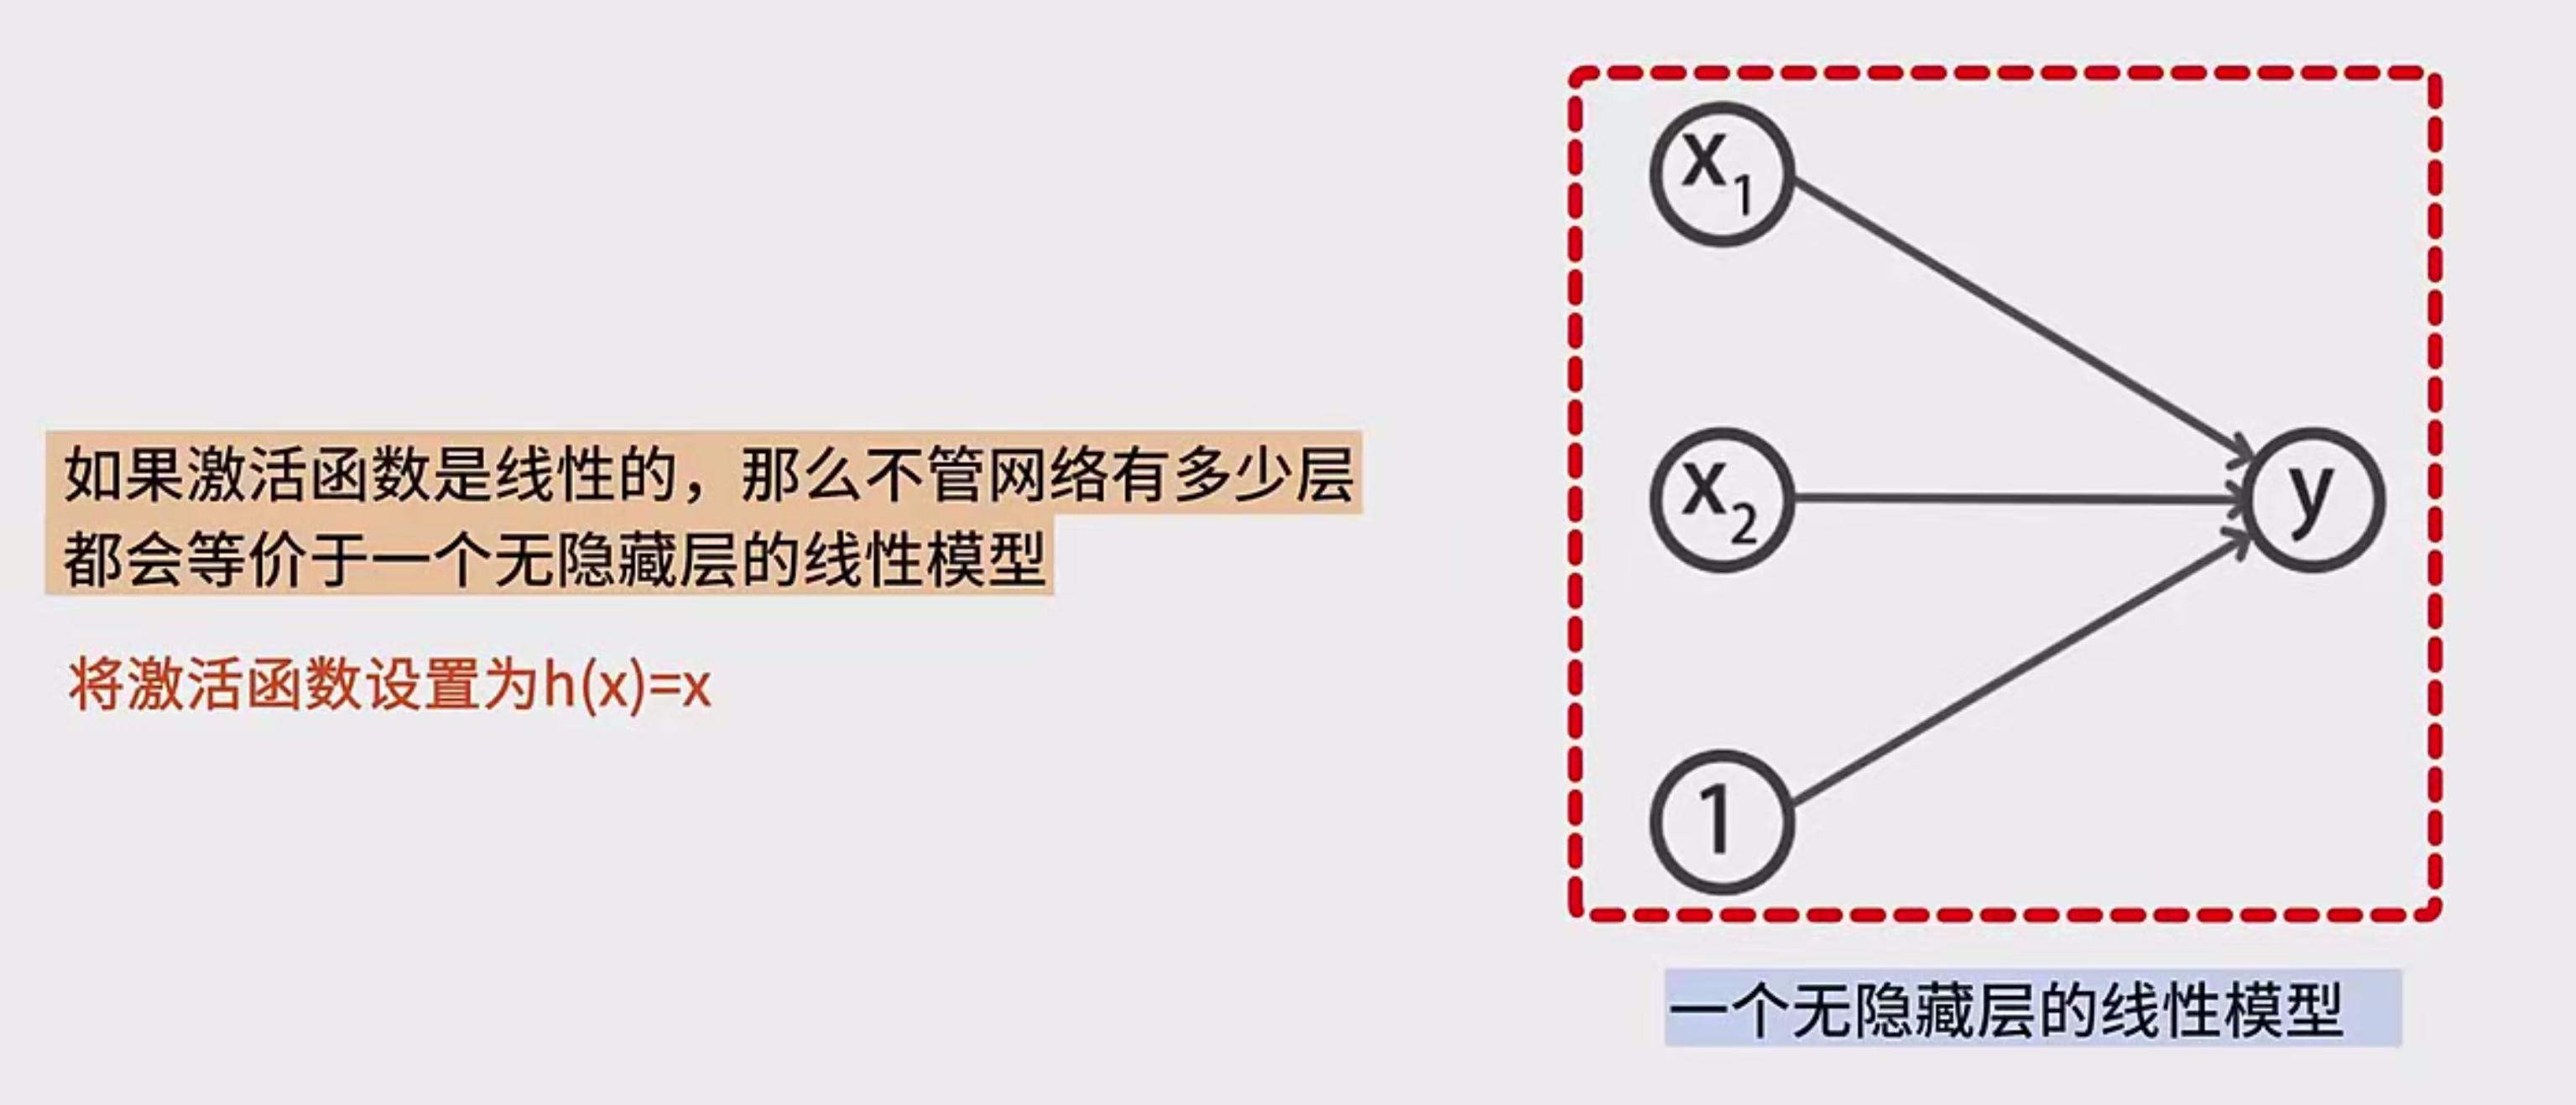 如果激活函数是线性的，那么不管网络有多少层
都会等价于一个无隐藏层的线性模型
将激活函数设置为h(x)=x
x₁
x₂
y
1
一个无隐藏层的线性模型